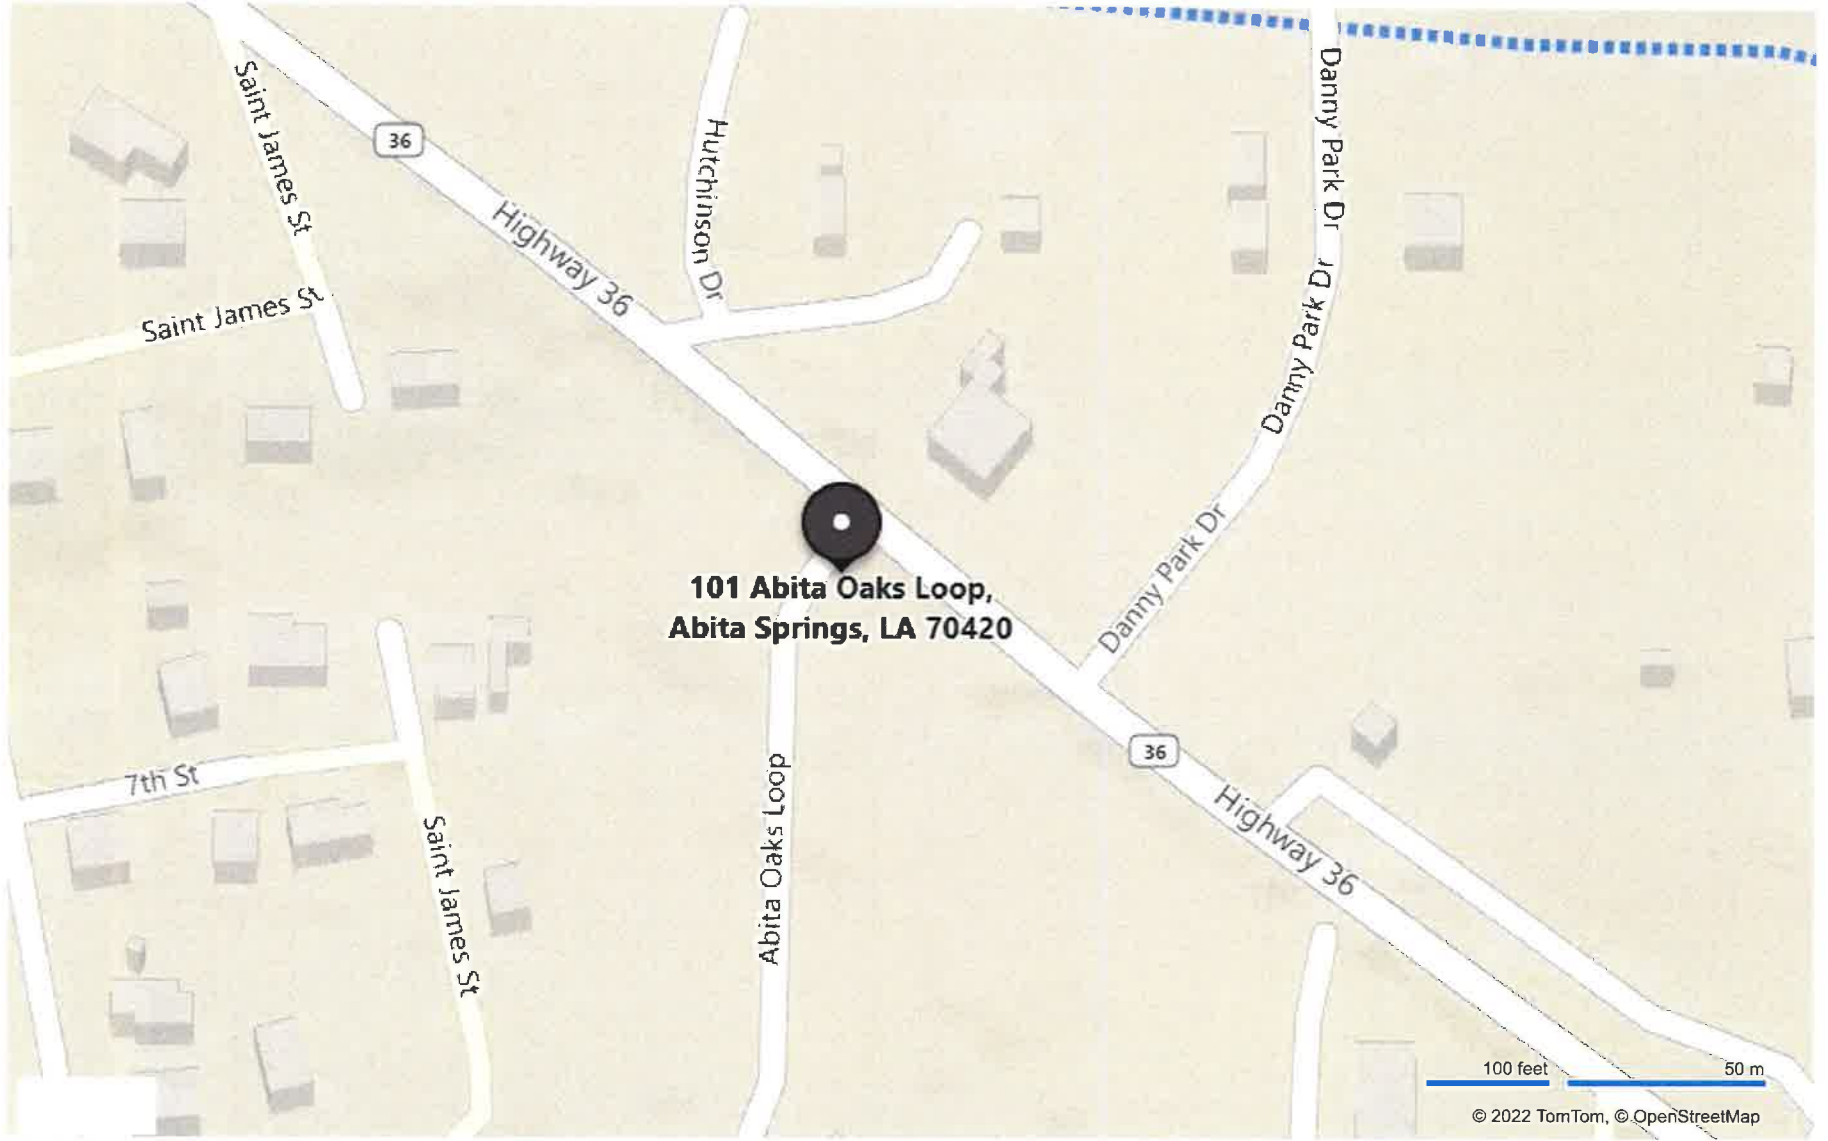 Saint James St
36
Hutchinson Dr
Danny Park Dr
Highway 36
Saint James St
Danny Park Dr
101 Abita Oaks Loop,
Abita Springs, LA 70420
Danny Park Dr
7th St
36
Highway 36
Abita Oaks Loop
Saint James St
100 feet
50 m
© 2022 TomTom, © OpenStreetMap